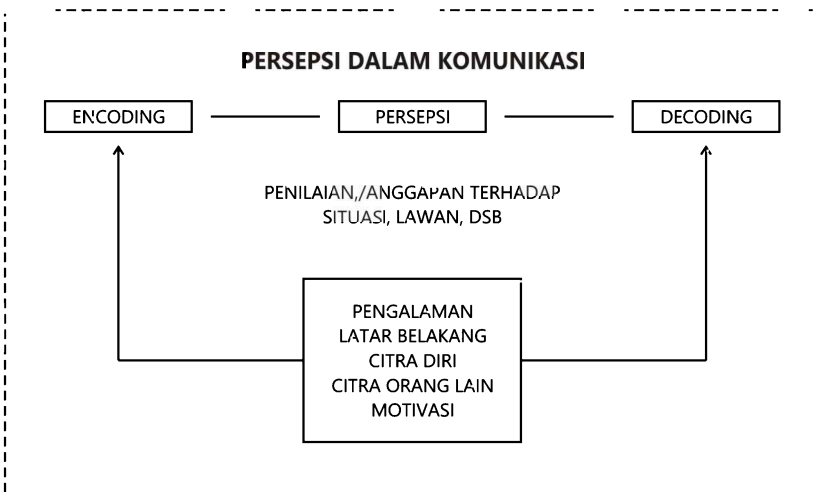 PERSEPSI DALAM KOMUNIKASI
ENCODING
PERSEPSI
DECODING
PENILAIAN,/ANGGAPAN TERHADAP
SITUASI, LAWAN, DSB
PENGALAMAN
LATAR BELAKANG
CITRA DIRI
CITRA ORANG LAIN
MOTIVASI